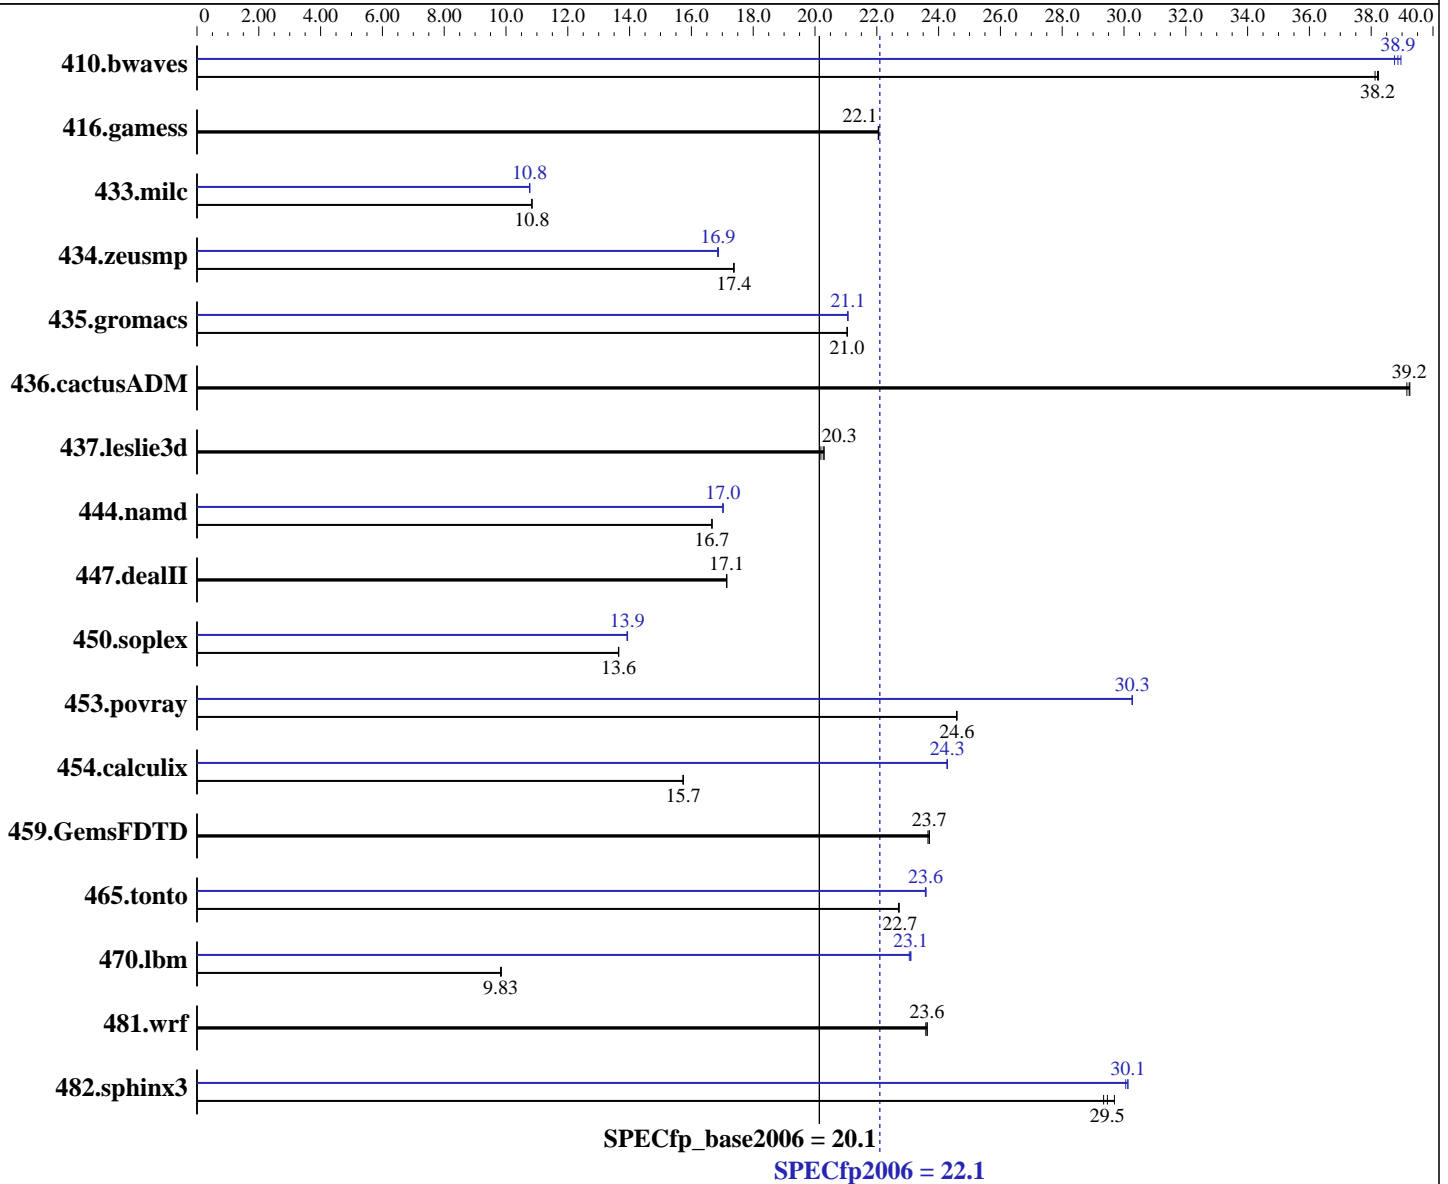 0 2.00 4.00 6.00 8.00 10.0 12.0 14.0 16.0 18.0 20.0 22.0 24.0 26.0 28.0 30.0 32.0 34.0 36.0 38.0 40.0
410.bwaves
38.9
38.2
416.gamess
22.1
433.milc
10.8
10.8
434.zeusmp
16.9
17.4
435.gromacs
21.1
21.0
436.cactusADM
39.2
437.leslie3d
20.3
444.namd
17.0
16.7
447.dealII
17.1
450.soplex
13.9
13.6
453.povray
30.3
24.6
454.calculix
24.3
15.7
459.GemsFDTD
23.7
465.tonto
23.6
22.7
470.lbm
23.1
9.83
481.wrf
23.6
482.sphinx3
30.1
29.5
SPECfp_base2006 = 20.1
SPECfp2006 = 22.1